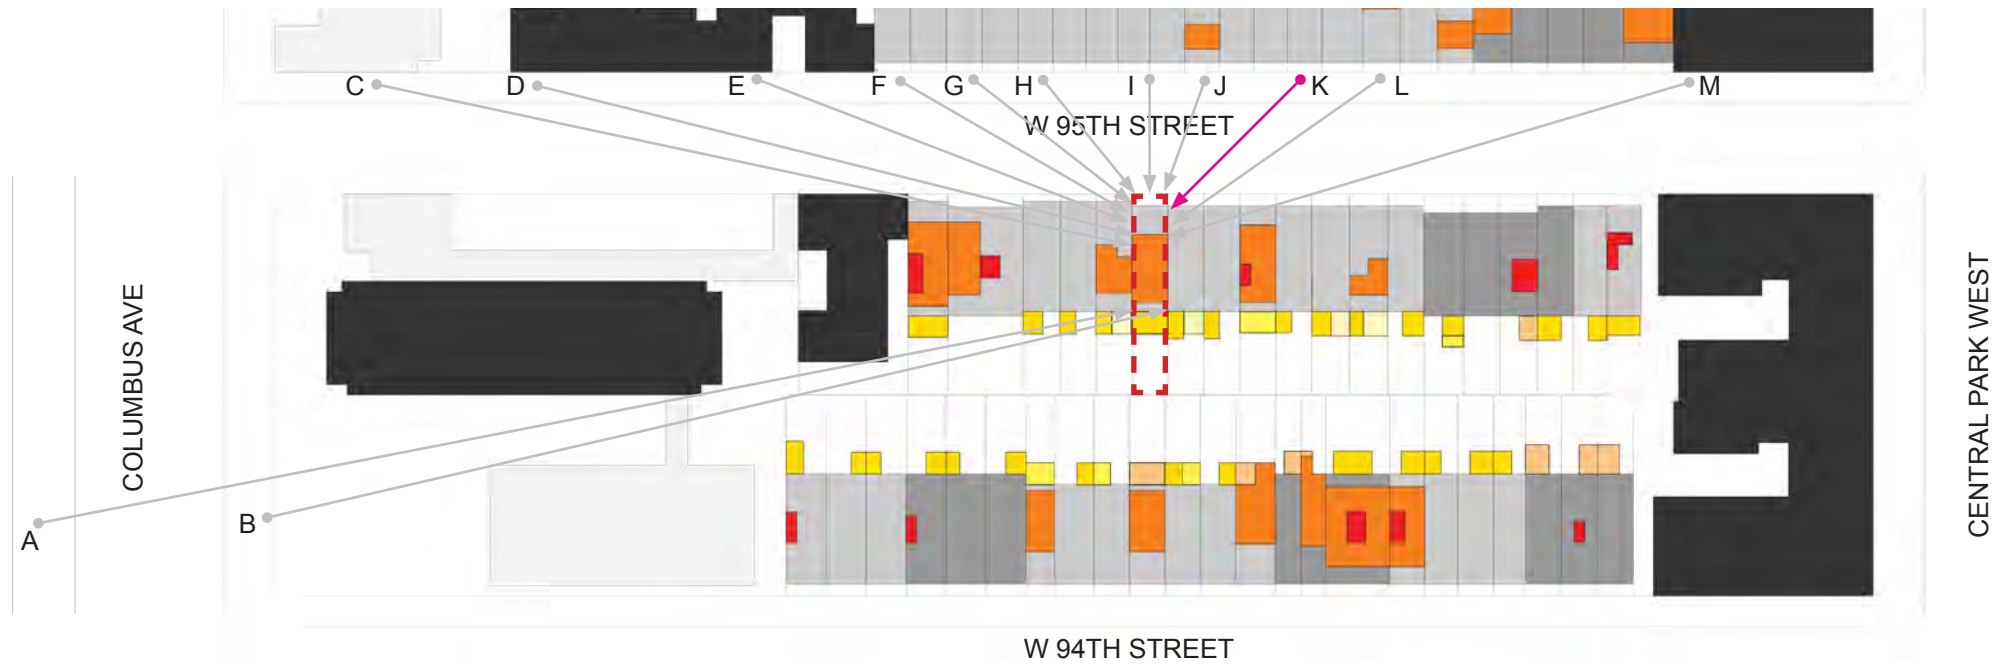 C D E F G H I J K L M
W 95TH STREET
COLUMBUS AVE
CENTRAL PARK WEST
A
B
W 94TH STREET